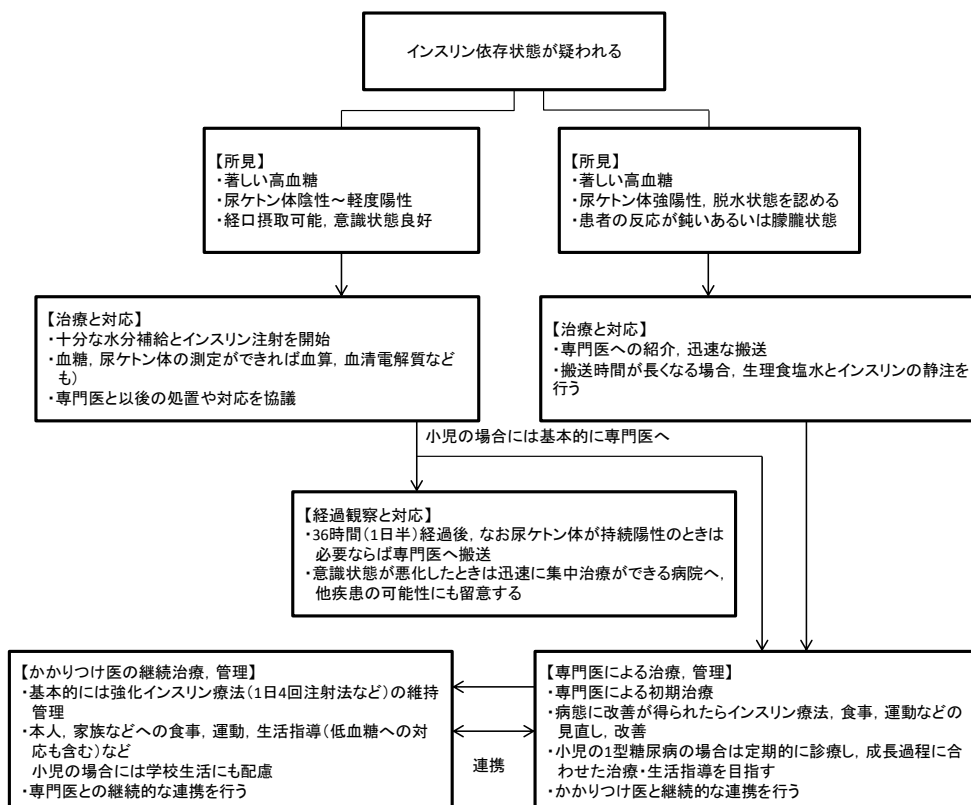 インスリン依存状態が疑われる
【所見】
・著しい高血糖
・尿ケトン体陰性～軽度陽性
・経口摂取可能，意識状態良好
【所見】
・著しい高血糖
・尿ケトン体強陽性，脱水状態を認める
・患者の反応が鈍いあるいは朦朧状態
【治療と対応】
・十分な水分補給とインスリン注射を開始
・血糖，尿ケトン体の測定ができれば血算，血清電解質など
も）
・専門医と以後の処置や対応を協議
【治療と対応】
・専門医への紹介，迅速な搬送
・搬送時間が長くなる場合，生理食塩水とインスリンの静注を
行う
小児の場合には基本的に専門医へ
【経過観察と対応】
・36時間（1日半）経過後，なお尿ケトン体が持続陽性のときは
必要ならば専門医へ搬送
・意識状態が悪化したときは迅速に集中治療ができる病院へ，
他疾患の可能性にも留意する
【かかりつけ医の継続治療，管理】
・基本的には強化インスリン療法（1日4回注射法など）の維持
管理
・本人，家族などへの食事，運動，生活指導（低血糖への対
応も含む）など
小児の場合には学校生活にも配慮
・専門医との継続的な連携を行う
連携
【専門医による治療，管理】
・専門医による初期治療
・病態に改善が得られたらインスリン療法，食事，運動などの
見直し，改善
・小児の1型糖尿病の場合は定期的に診療し，成長過程に合
わせた治療・生活指導を目指す
・かかりつけ医と継続的な連携を行う